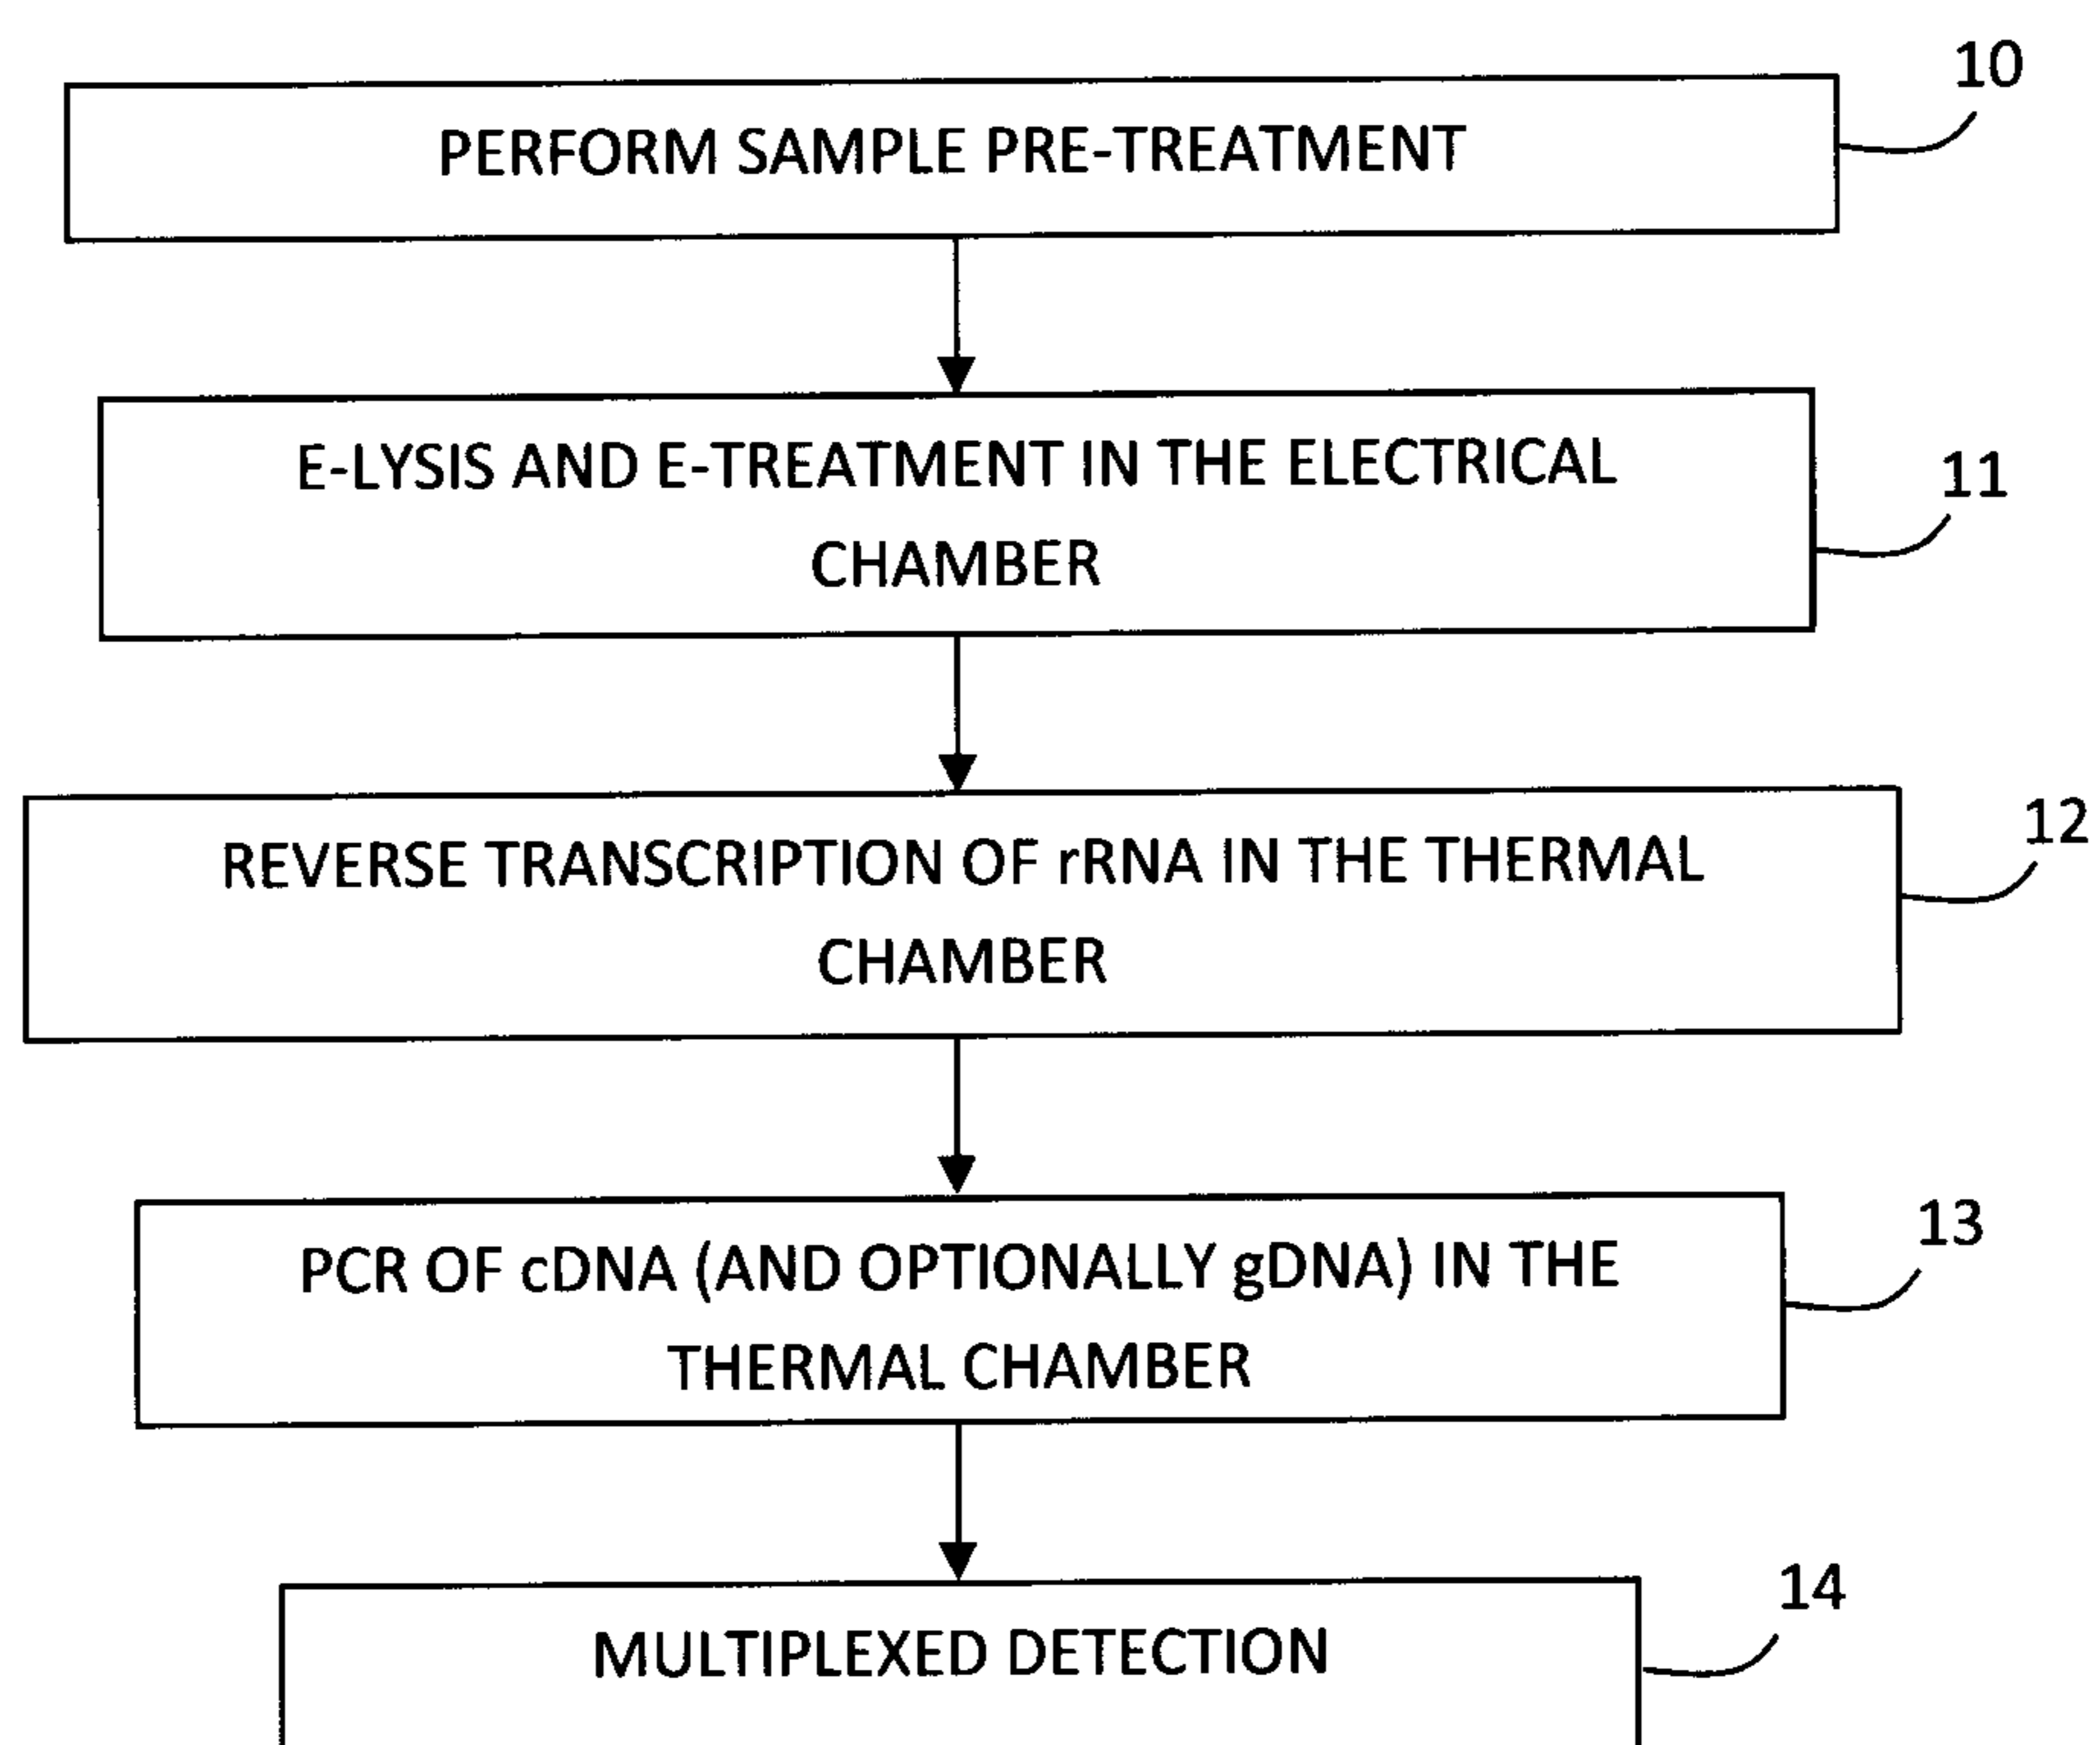 10
PERFORM SAMPLE PRE-TREATMENT
E-LYSIS AND E-TREATMENT IN THE ELECTRICAL
CHAMBER
11
REVERSE TRANSCRIPTION OF rRNA IN THE THERMAL
CHAMBER
12
PCR OF cDNA (AND OPTIONALLY gDNA) IN THE
THERMAL CHAMBER
13
MULTIPLEXED DETECTION
14